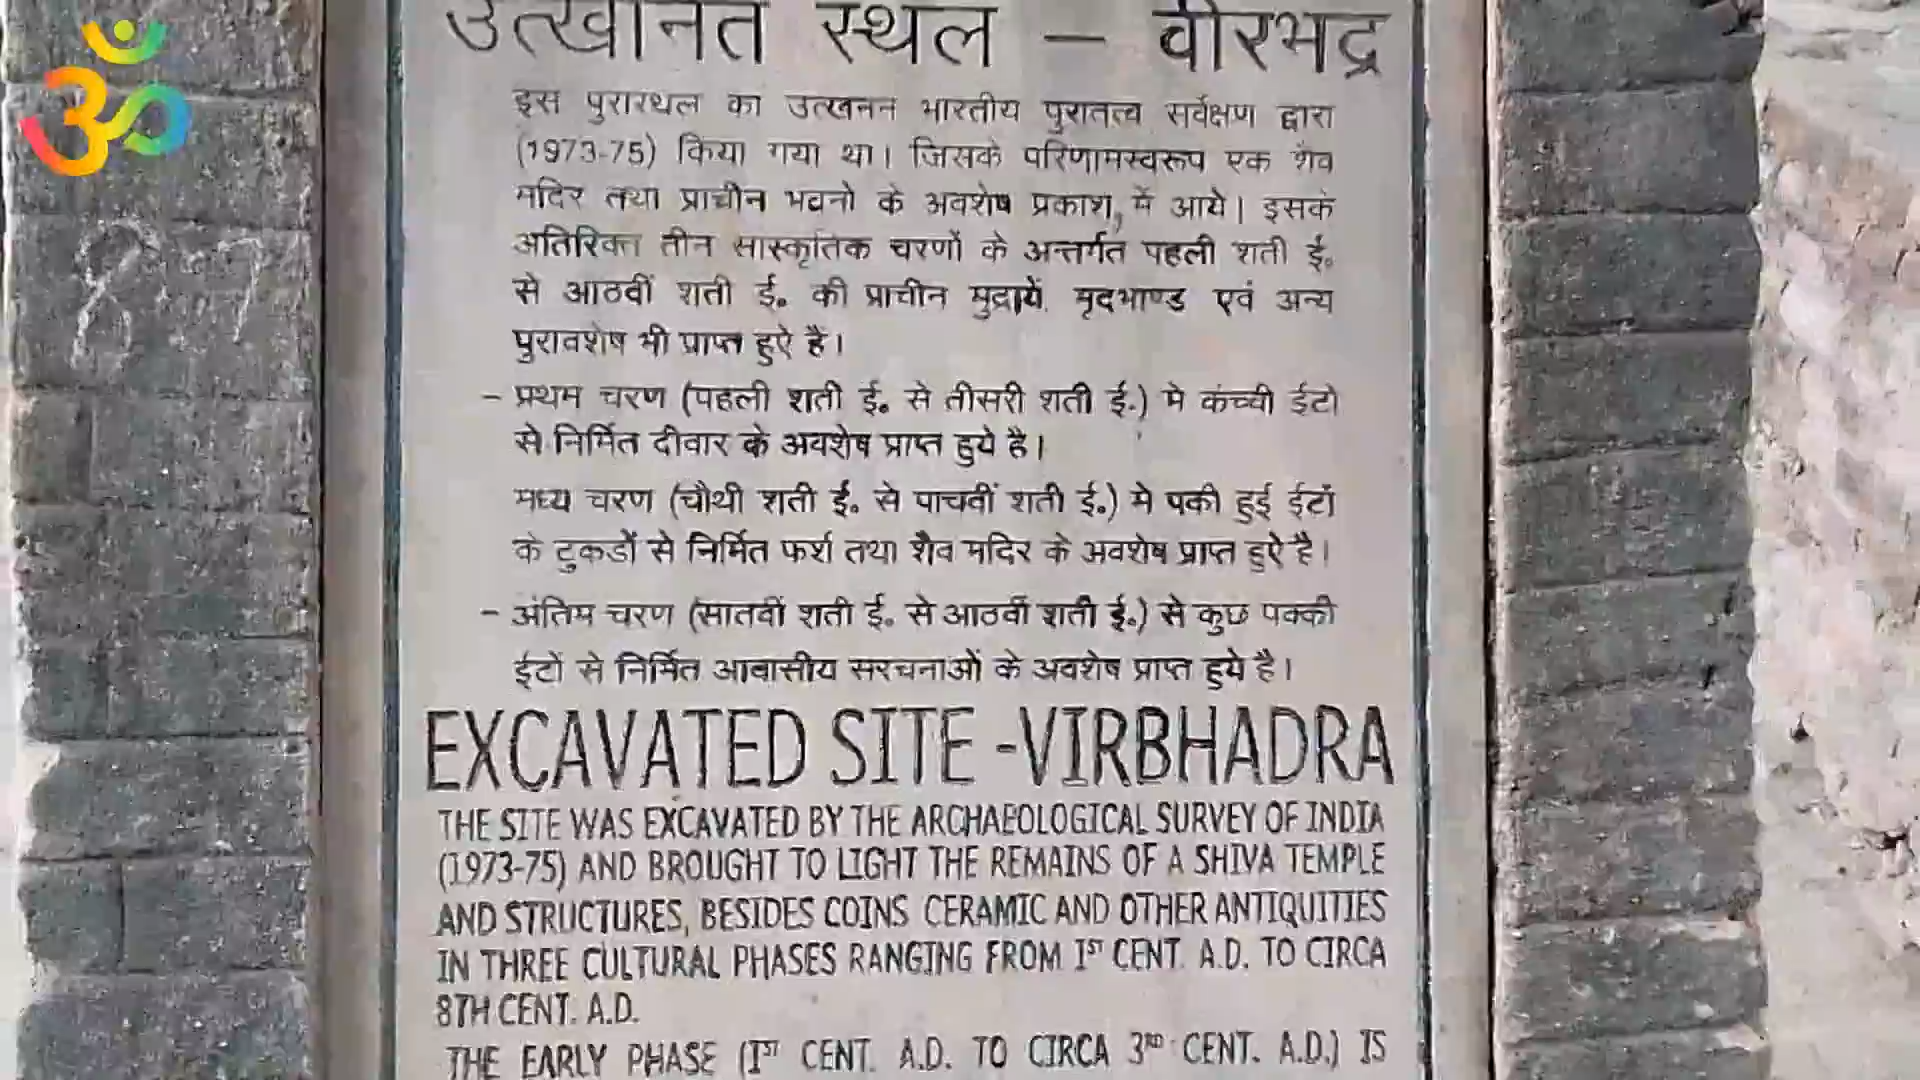 उत्खनित स्थल – वीरभद्र
इस पुरास्थल का उत्खनन भारतीय पुरातत्व सर्वेक्षण द्वारा
(1973-75) किया गया था। जिसके परिणामस्वरूप एक शैव
मदिर तथा प्राचीन भवनो के अवशेष प्रकाश में आये। इसके
अतिरिक्त तीन सास्कृतिक चरणों के अन्तर्गत पहली शती ई.
से आठवीं शती ई. की प्राचीन मुद्रायें मृदभाण्ड एवं अन्य
पुरावशेष भी प्राप्त हुऐ है।
– प्रथम चरण (पहली शती ई. से तीसरी शती ई.) मे कंच्ची ईटो
से निर्मित दीवार के अवशेष प्राप्त हुये है।
मध्य चरण (चौथी शती ई. से पाचवीं शती ई.) मे पकी हुई ईटों
के टुकडों से निर्मित फर्श तथा शैव मदिर के अवशेष प्राप्त हुऐ है।
– अंतिम चरण (सातवीं शती ई. से आठवीं शती ई.) से कुछ पक्की
ईटों से निर्मित आवासीय सरचनाओं के अवशेष प्राप्त हुये है।
EXCAVATED SITE -VIRBHADRA
THE SITE WAS EXCAVATED BY THE ARCHAEOLOGICAL SURVEY OF INDIA
(1973-75) AND BROUGHT TO LIGHT THE REMAINS OF A SHIVA TEMPLE
AND STRUCTURES, BESIDES COINS CERAMIC AND OTHER ANTIQUITIES
IN THREE CULTURAL PHASES RANGING FROM 1ST CENT. A.D. TO CIRCA
8TH CENT. A.D.
THE EARLY PHASE (1ST CENT. A.D. TO CIRCA 3RD CENT. A.D.) IS
ॐ